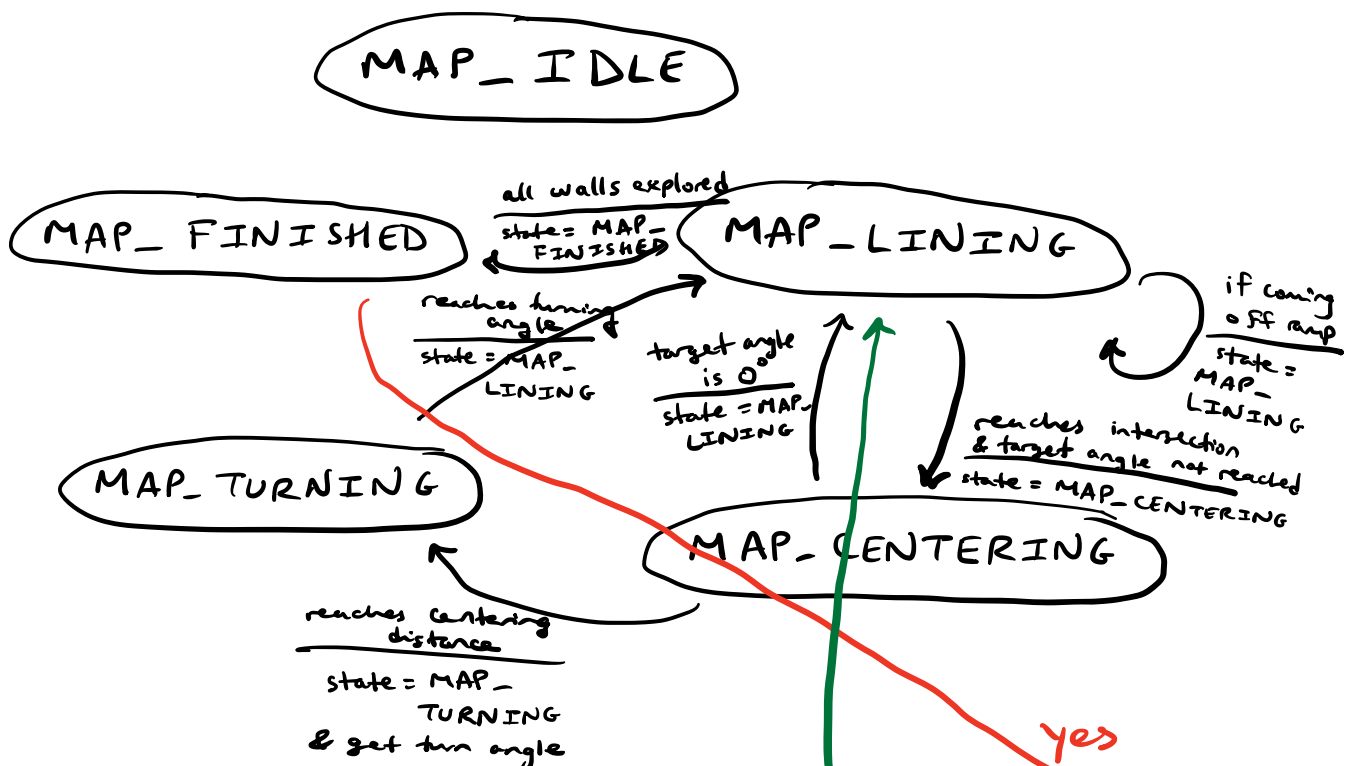 MAP_IDLE
all walls explored
state = MAP_
FINISHED
MAP_FINISHED
MAP_LINING
if coming
off ramp
state =
MAP_
LINING
reaches turning
angle
state = MAP_
LINING
target angle
is 0°
state = MAP_
LINING
reaches intersection
& target angle not reached
state = MAP_CENTERING
MAP_TURNING
MAP_CENTERING
reaches centering
distance
state = MAP_
TURNING
& get turn angle
yes